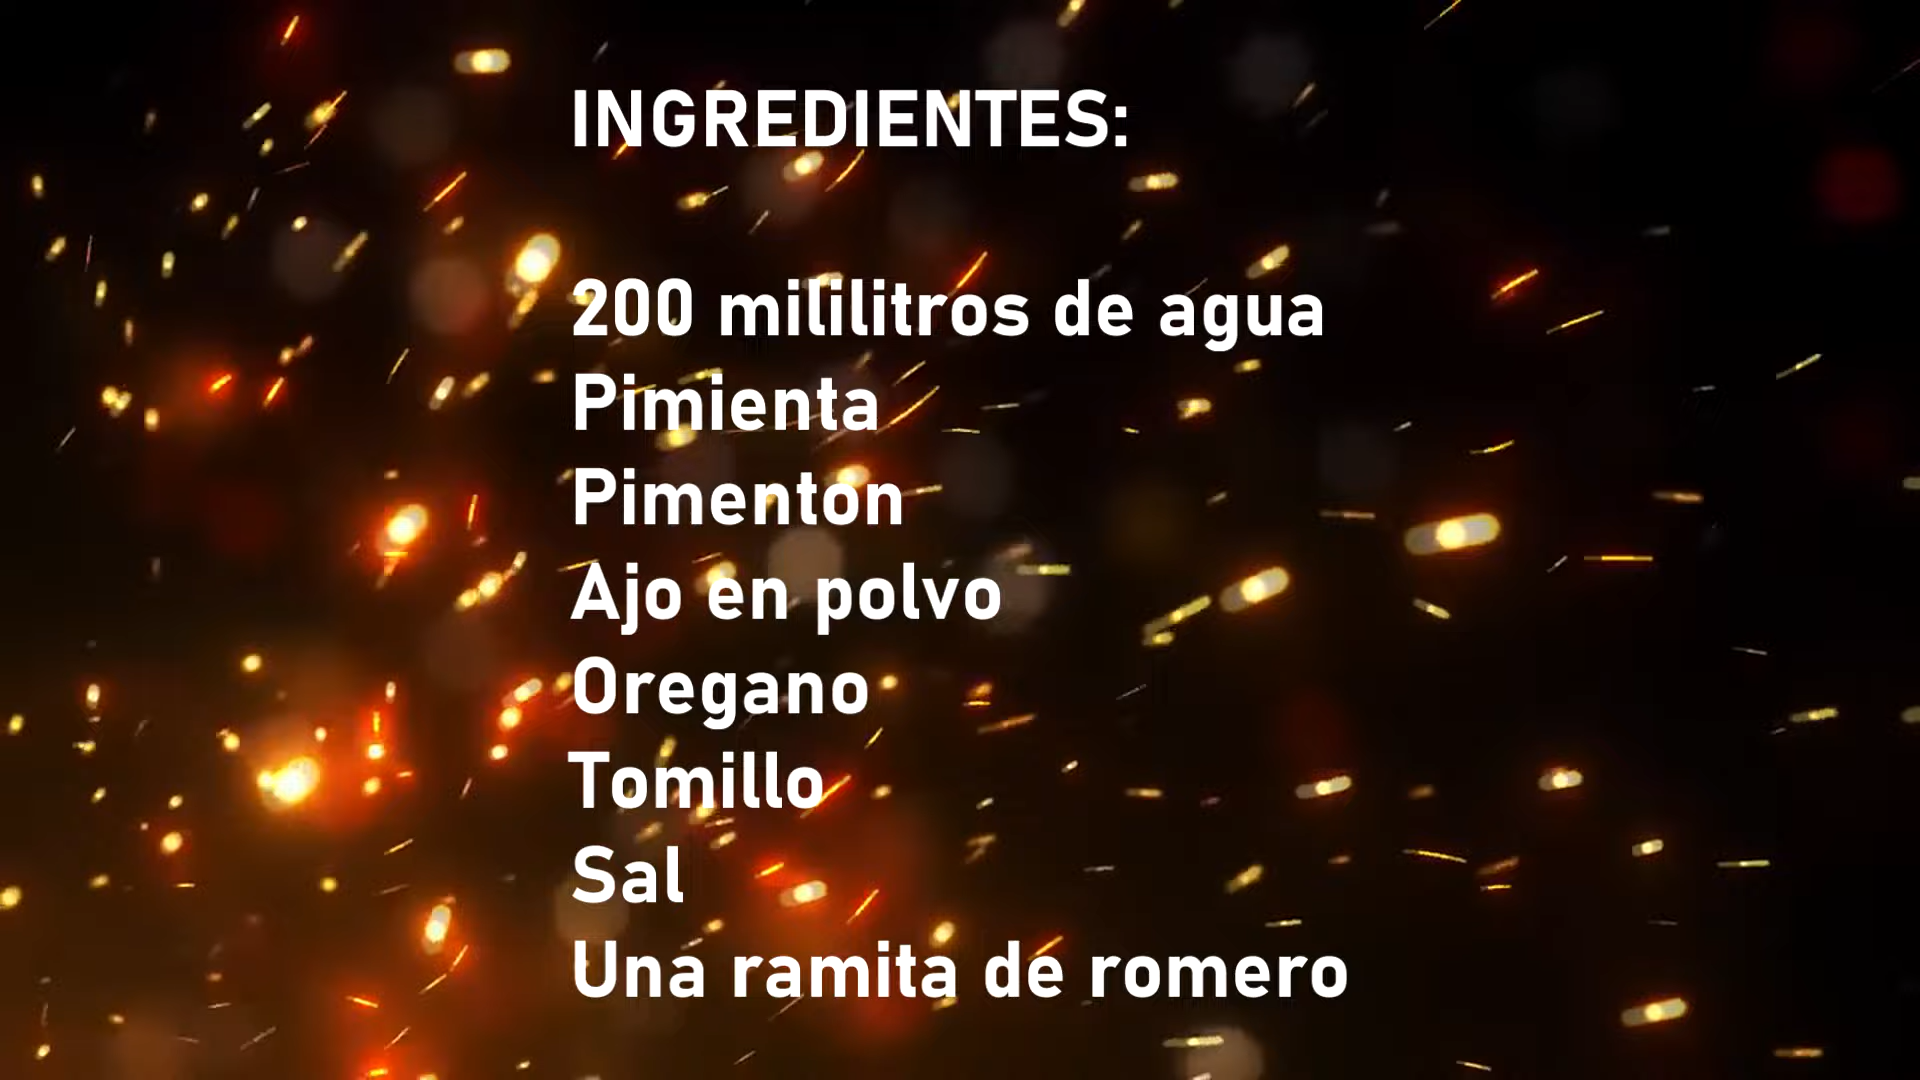 INGREDIENTES:
200 mililitros de agua
Pimienta
Pimenton
Ajo en polvo
Oregano
Tomillo
Sal
Una ramita de romero